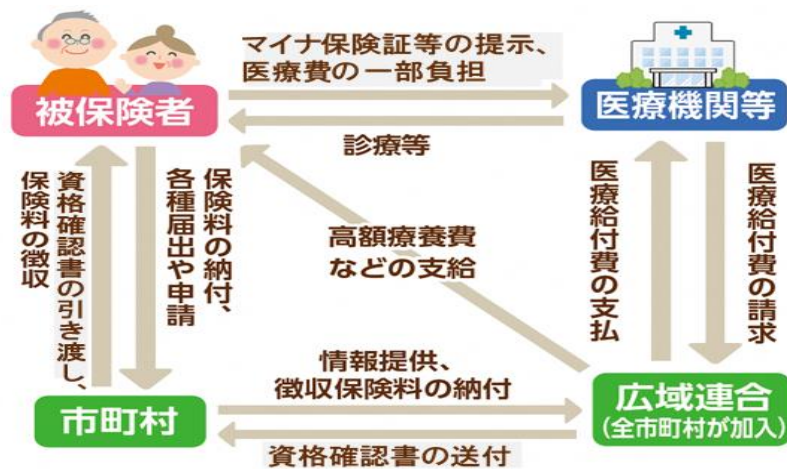 マイナ保険証等の提示、
医療費の一部負担
被保険者
医療機関等
診療等
資格確認書の引き渡し、
保険料の徴収
保険料の納付、
各種届出や申請
高額療養費
などの支給
医療給付費の支払
医療給付費の請求
情報提供、
徴収保険料の納付
市町村
広域連合
(全市町村が加入)
資格確認書の送付